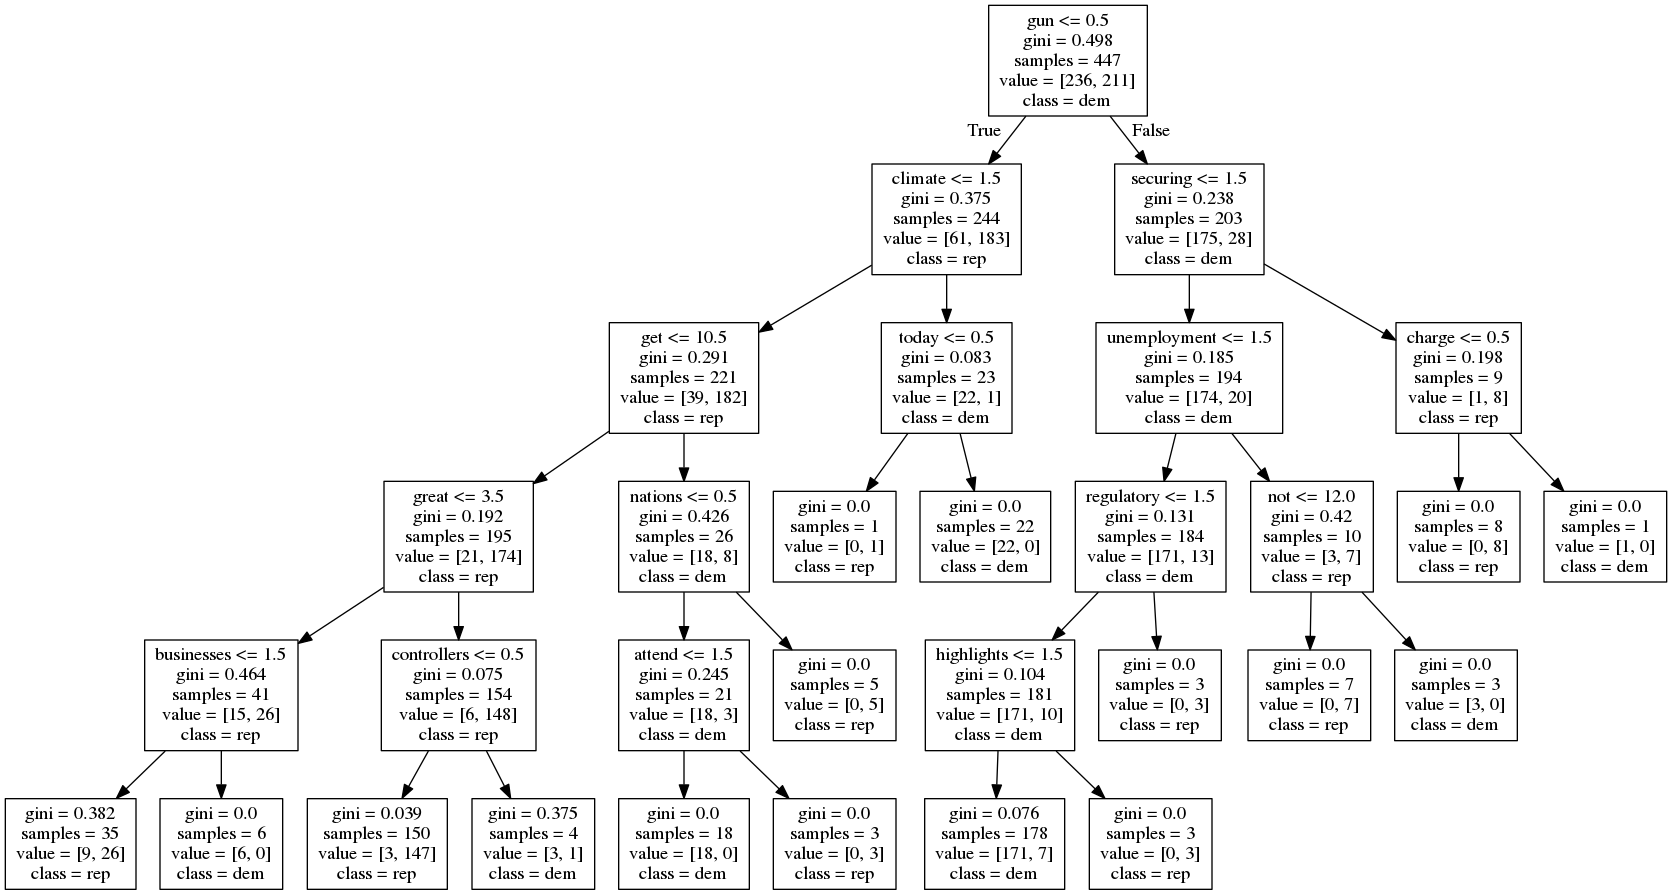 gun <= 0.5
gini = 0.498
samples = 447
value = [236, 211]
class = dem
True
False
climate <= 1.5
gini = 0.375
samples = 244
value = [61, 183]
class = rep
securing <= 1.5
gini = 0.238
samples = 203
value = [175, 28]
class = dem
get <= 10.5
gini = 0.291
samples = 221
value = [39, 182]
class = rep
today <= 0.5
gini = 0.083
samples = 23
value = [22, 1]
class = dem
unemployment <= 1.5
gini = 0.185
samples = 194
value = [174, 20]
class = dem
charge <= 0.5
gini = 0.198
samples = 9
value = [1, 8]
class = rep
great <= 3.5
gini = 0.192
samples = 195
value = [21, 174]
class = rep
nations <= 0.5
gini = 0.426
samples = 26
value = [18, 8]
class = dem
gini = 0.0
samples = 1
value = [0, 1]
class = rep
gini = 0.0
samples = 22
value = [22, 0]
class = dem
regulatory <= 1.5
gini = 0.131
samples = 184
value = [171, 13]
class = dem
not <= 12.0
gini = 0.42
samples = 10
value = [3, 7]
class = rep
gini = 0.0
samples = 8
value = [0, 8]
class = rep
gini = 0.0
samples = 1
value = [1, 0]
class = dem
businesses <= 1.5
gini = 0.464
samples = 41
value = [15, 26]
class = rep
controllers <= 0.5
gini = 0.075
samples = 154
value = [6, 148]
class = rep
attend <= 1.5
gini = 0.245
samples = 21
value = [18, 3]
class = dem
gini = 0.0
samples = 5
value = [0, 5]
class = rep
highlights <= 1.5
gini = 0.104
samples = 181
value = [171, 10]
class = dem
gini = 0.0
samples = 3
value = [0, 3]
class = rep
gini = 0.0
samples = 7
value = [0, 7]
class = rep
gini = 0.0
samples = 3
value = [3, 0]
class = dem
gini = 0.382
samples = 35
value = [9, 26]
class = rep
gini = 0.0
samples = 6
value = [6, 0]
class = dem
gini = 0.039
samples = 150
value = [3, 147]
class = rep
gini = 0.375
samples = 4
value = [3, 1]
class = dem
gini = 0.0
samples = 18
value = [18, 0]
class = dem
gini = 0.0
samples = 3
value = [0, 3]
class = rep
gini = 0.076
samples = 178
value = [171, 7]
class = dem
gini = 0.0
samples = 3
value = [0, 3]
class = rep